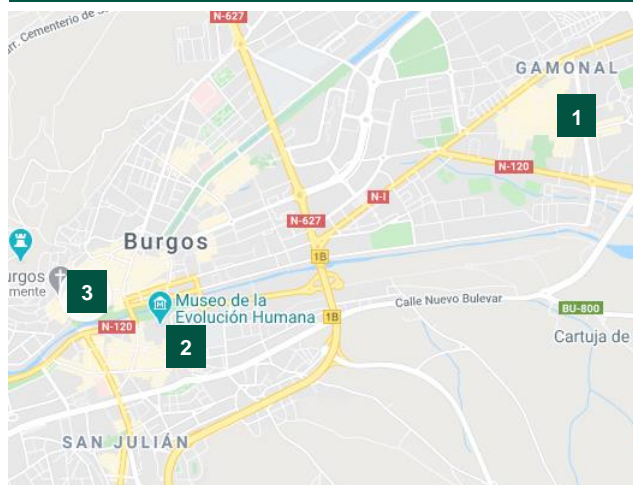 N-627
rr. Cementerio de S
GAMONAL
1
N-120
N-I
N-627
Burgos
1B
urgos
mente
3
Museo de la
Evolución Humana
Calle Nuevo Bulevar
BU-800
1B
N-120
2
Cartuja de
SAN JULIÁN